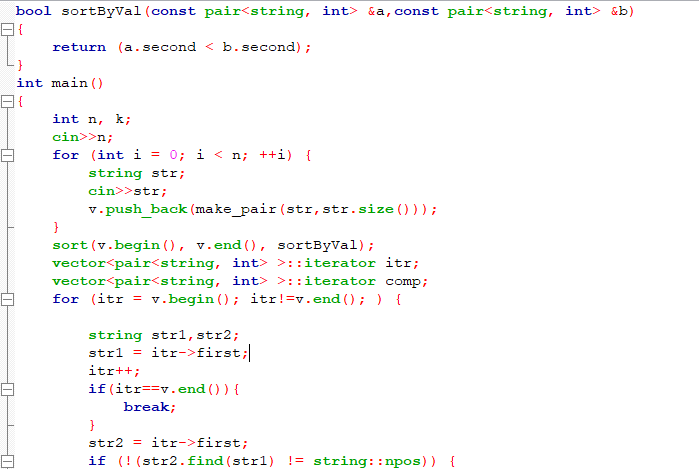 bool sortByVal(const pair<string, int> &a,const pair<string, int> &b)
{
    return (a.second < b.second);
}
int main()
{
    int n, k;
    cin>>n;
    for (int i = 0; i < n; ++i) {
        string str;
        cin>>str;
        v.push_back(make_pair(str,str.size()));
    }
    sort(v.begin(), v.end(), sortByVal);
    vector<pair<string, int> >::iterator itr;
    vector<pair<string, int> >::iterator comp;
    for (itr = v.begin(); itr!=v.end(); ) {
        string str1,str2;
        str1 = itr->first;
        itr++;
        if(itr==v.end()){
            break;
        }
        str2 = itr->first;
        if (!(str2.find(str1) != string::npos)) {